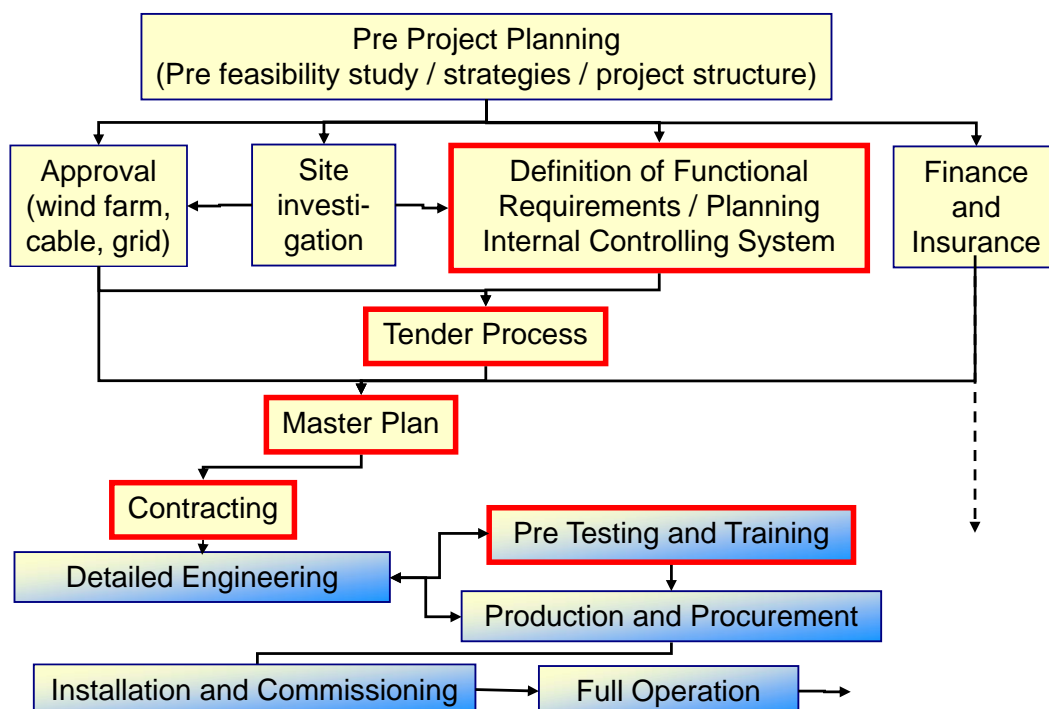 Pre Project Planning
(Pre feasibility study / strategies / project structure)
Approval
(wind farm,
cable, grid)
Site
investi-
gation
Definition of Functional
Requirements / Planning
Internal Controlling System
Finance
and
Insurance
Tender Process
Master Plan
Contracting
Pre Testing and Training
Detailed Engineering
Production and Procurement
Installation and Commissioning
Full Operation